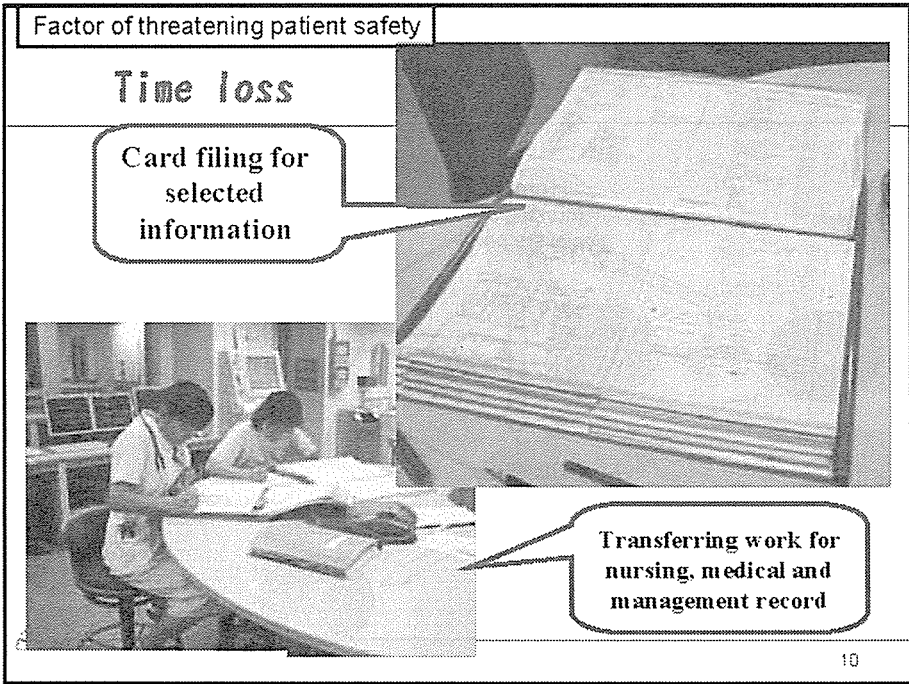 Factor of threatening patient safety
Time loss
Card filing for
selected
information
Transferring work for
nursing, medical and
management record
10